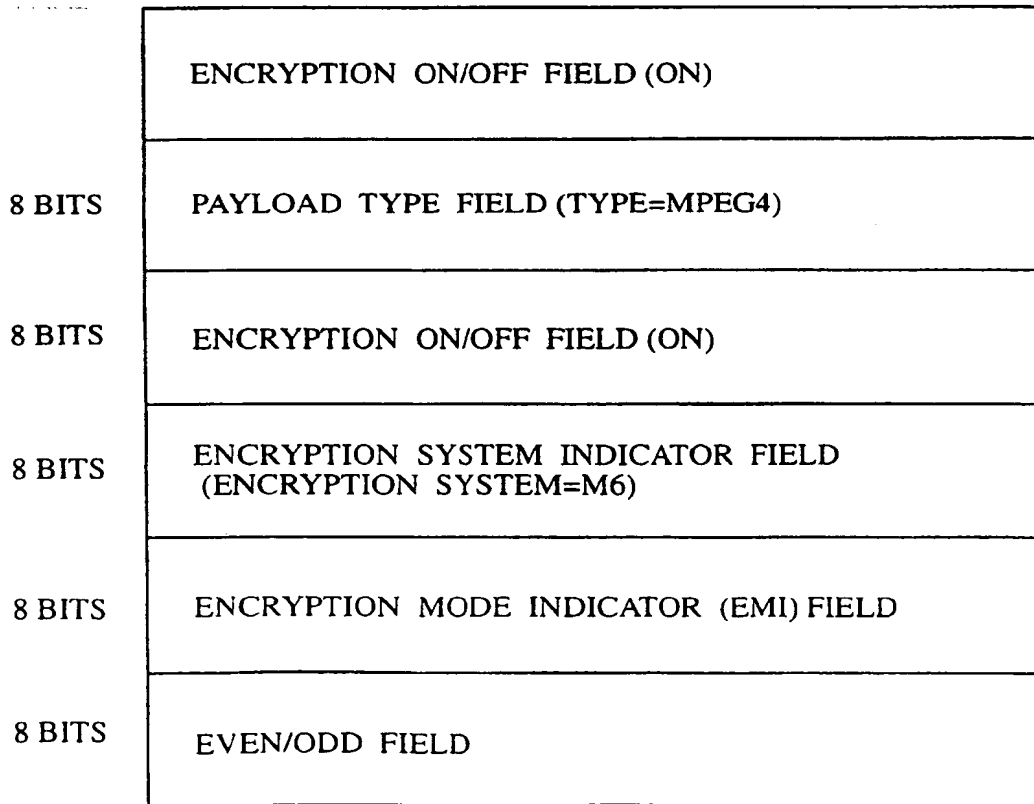 ENCRYPTION ON/OFF FIELD (ON)
8 BITS PAYLOAD TYPE FIELD (TYPE=MPEG4)
8 BITS ENCRYPTION ON/OFF FIELD (ON)
8 BITS ENCRYPTION SYSTEM INDICATOR FIELD
(ENCRYPTION SYSTEM=M6)
8 BITS ENCRYPTION MODE INDICATOR (EMI) FIELD
8 BITS EVEN/ODD FIELD